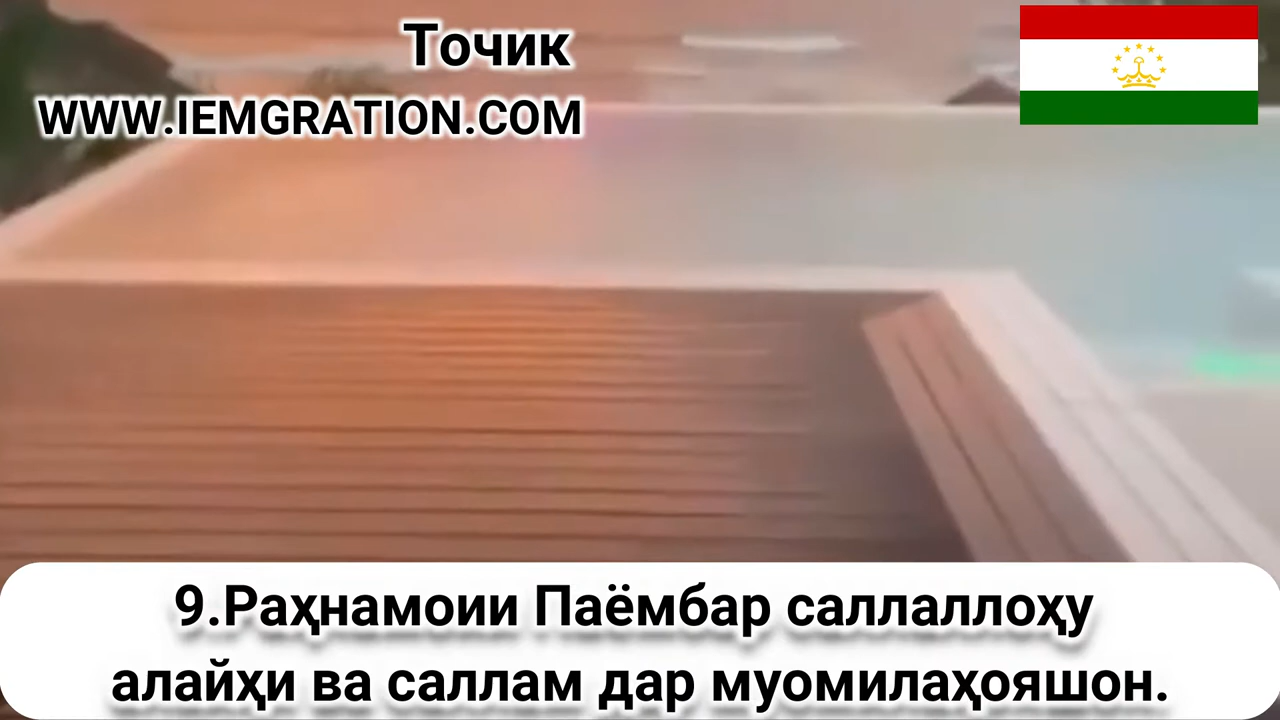 Точик
WWW.IEMGRATION.COM
9.Раҳнамоии Паёмбар саллаллоҳу
алайҳи ва саллам дар муомилаҳояшон.